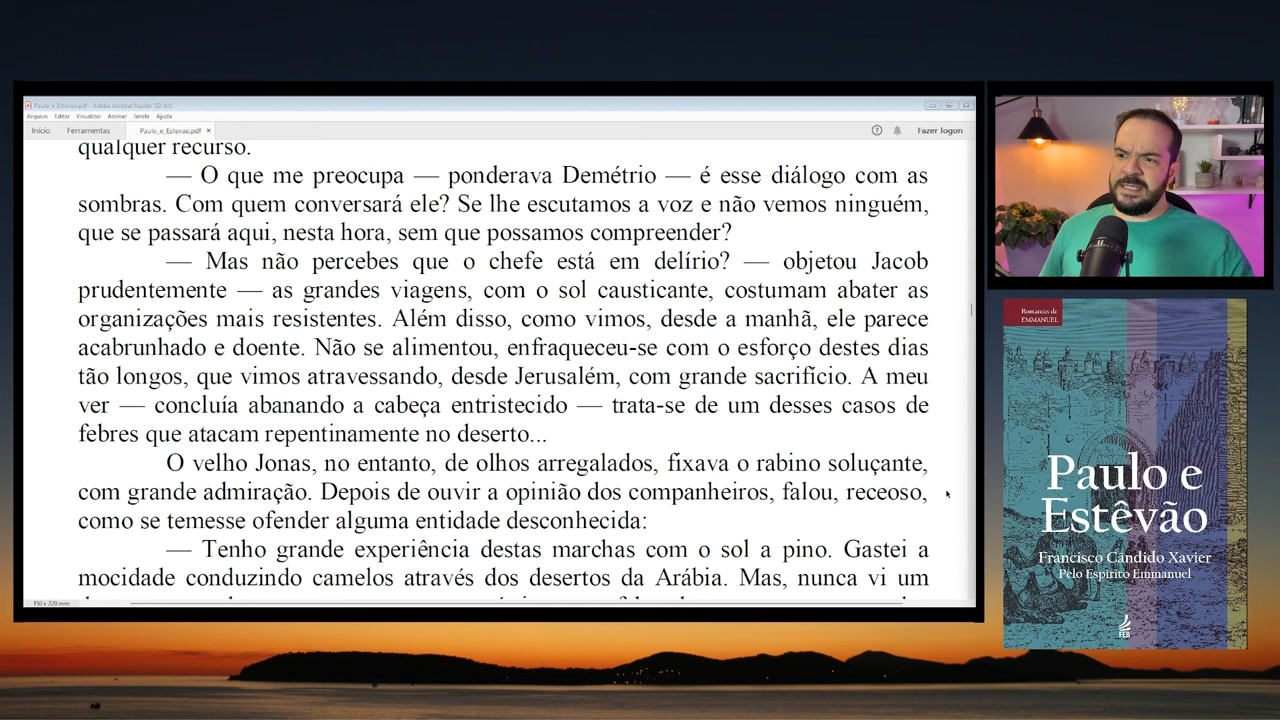 Paulo_e_Estevao.pdf - Adobe Acrobat Reader (32-bit)
Arquivo Editar Visualizar Assinar Janela Ajuda
Início Ferramentas Paulo_e_Estevao.pdf × Fazer logon
qualquer recurso.
— O que me preocupa — ponderava Demétrio — é esse diálogo com as
sombras. Com quem conversará ele? Se lhe escutamos a voz e não vemos ninguém,
que se passará aqui, nesta hora, sem que possamos compreender?
— Mas não percebes que o chefe está em delírio? — objetou Jacob
prudentemente — as grandes viagens, com o sol causticante, costumam abater as
organizações mais resistentes. Além disso, como vimos, desde a manhã, ele parece
acabrunhado e doente. Não se alimentou, enfraqueceu-se com o esforço destes dias
tão longos, que vimos atravessando, desde Jerusalém, com grande sacrifício. A meu
ver — concluía abanando a cabeça entristecido — trata-se de um desses casos de
febres que atacam repentinamente no deserto...
O velho Jonas, no entanto, de olhos arregalados, fixava o rabino soluçante,
com grande admiração. Depois de ouvir a opinião dos companheiros, falou, receoso,
como se temesse ofender alguma entidade desconhecida:
— Tenho grande experiência destas marchas com o sol a pino. Gastei a
mocidade conduzindo camelos através dos desertos da Arábia. Mas, nunca vi um
150 x 220 mm
Romances de
EMMANUEL
Paulo e
Estêvão
Francisco Cândido Xavier
Pelo Espírito Emmanuel
FEB